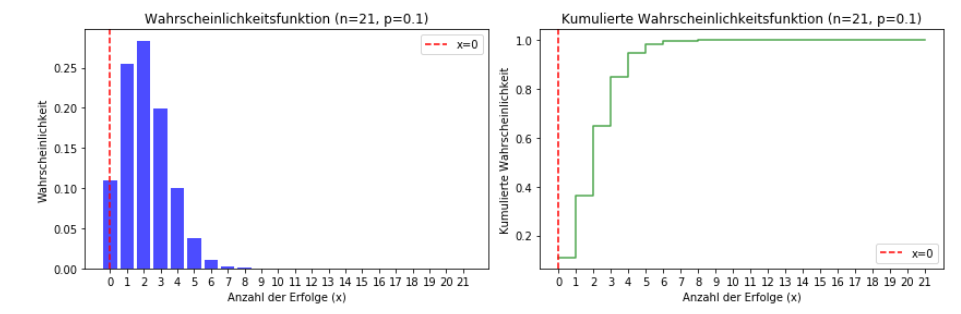 Wahrscheinlichkeitsfunktion (n=21, p=0.1)
x=0
0.25
0.20
0.15
0.10
0.05
0.00
Wahrscheinlichkeit
0 1 2 3 4 5 6 7 8 9 10 11 12 13 14 15 16 17 18 19 20 21
Anzahl der Erfolge (x)
Kumulierte Wahrscheinlichkeitsfunktion (n=21, p=0.1)
1.0
0.8
0.6
0.4
0.2
Kumulierte Wahrscheinlichkeit
x=0
0 1 2 3 4 5 6 7 8 9 10 11 12 13 14 15 16 17 18 19 20 21
Anzahl der Erfolge (x)